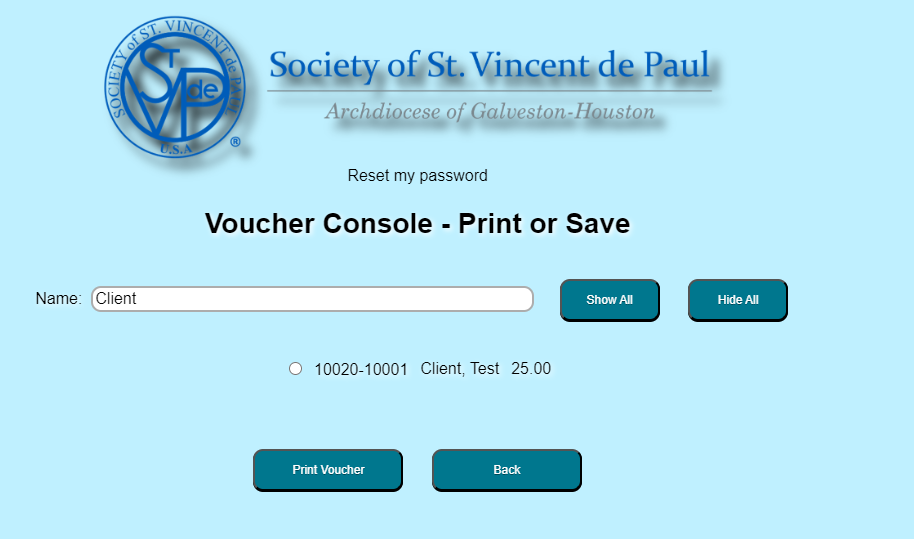 SOCIETY of ST. VINCENT de PAUL
ST
V de P
U.S.A
®
Society of St. Vincent de Paul
Archdiocese of Galveston-Houston
Reset my password
Voucher Console - Print or Save
Name: Client Show All Hide All
10020-10001 Client, Test 25.00
Print Voucher Back